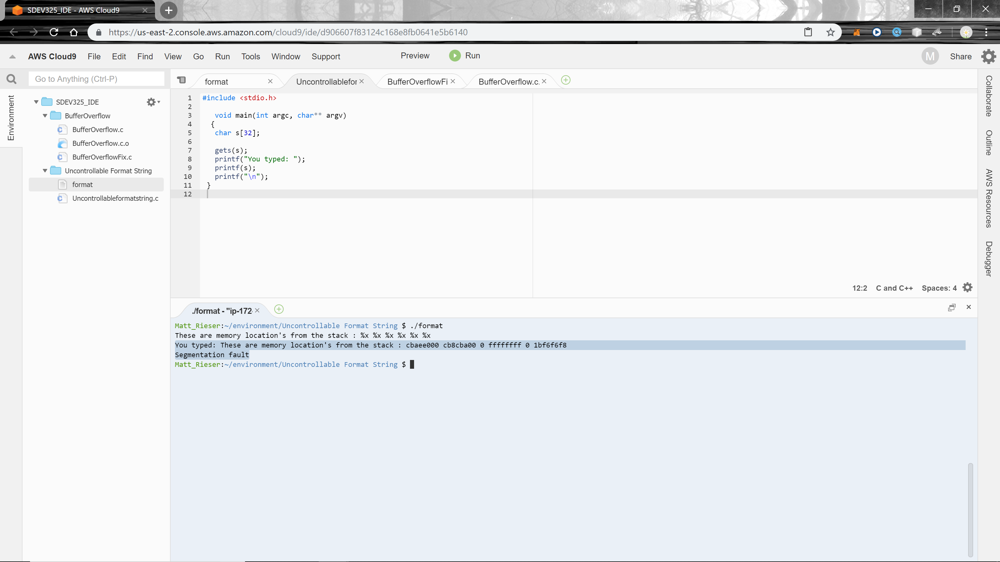 SDEV325_IDE - AWS Cloud9
https://us-east-2.console.aws.amazon.com/cloud9/ide/d906607f83124c168e8fb0641e5b6140
AWS Cloud9 File Edit Find View Go Run Tools Window Support Preview Run M Share
Go to Anything (Ctrl-P)
format Uncontrollablefor BufferOverflowFi BufferOverflow.c.
Environment
SDEV325_IDE
BufferOverflow
BufferOverflow.c
BufferOverflow.c.o
BufferOverflowFix.c
Uncontrollable Format String
format
Uncontrollableformatstring.c
1 #include <stdio.h>
2
3 void main(int argc, char** argv)
4 {
5 char s[32];
6
7 gets(s);
8 printf("You typed: ");
9 printf(s);
10 printf("\n");
11 }
12
12:2 C and C++ Spaces: 4
Collaborate
Outline
AWS Resources
Debugger
./format - "ip-172-
Matt_Rieser:~/environment/Uncontrollable Format String $ ./format
These are memory location's from the stack : %x %x %x %x %x %x
You typed: These are memory location's from the stack : cbaee000 cb8cba00 0 ffffffff 0 1bf6f6f8
Segmentation fault
Matt_Rieser:~/environment/Uncontrollable Format String $